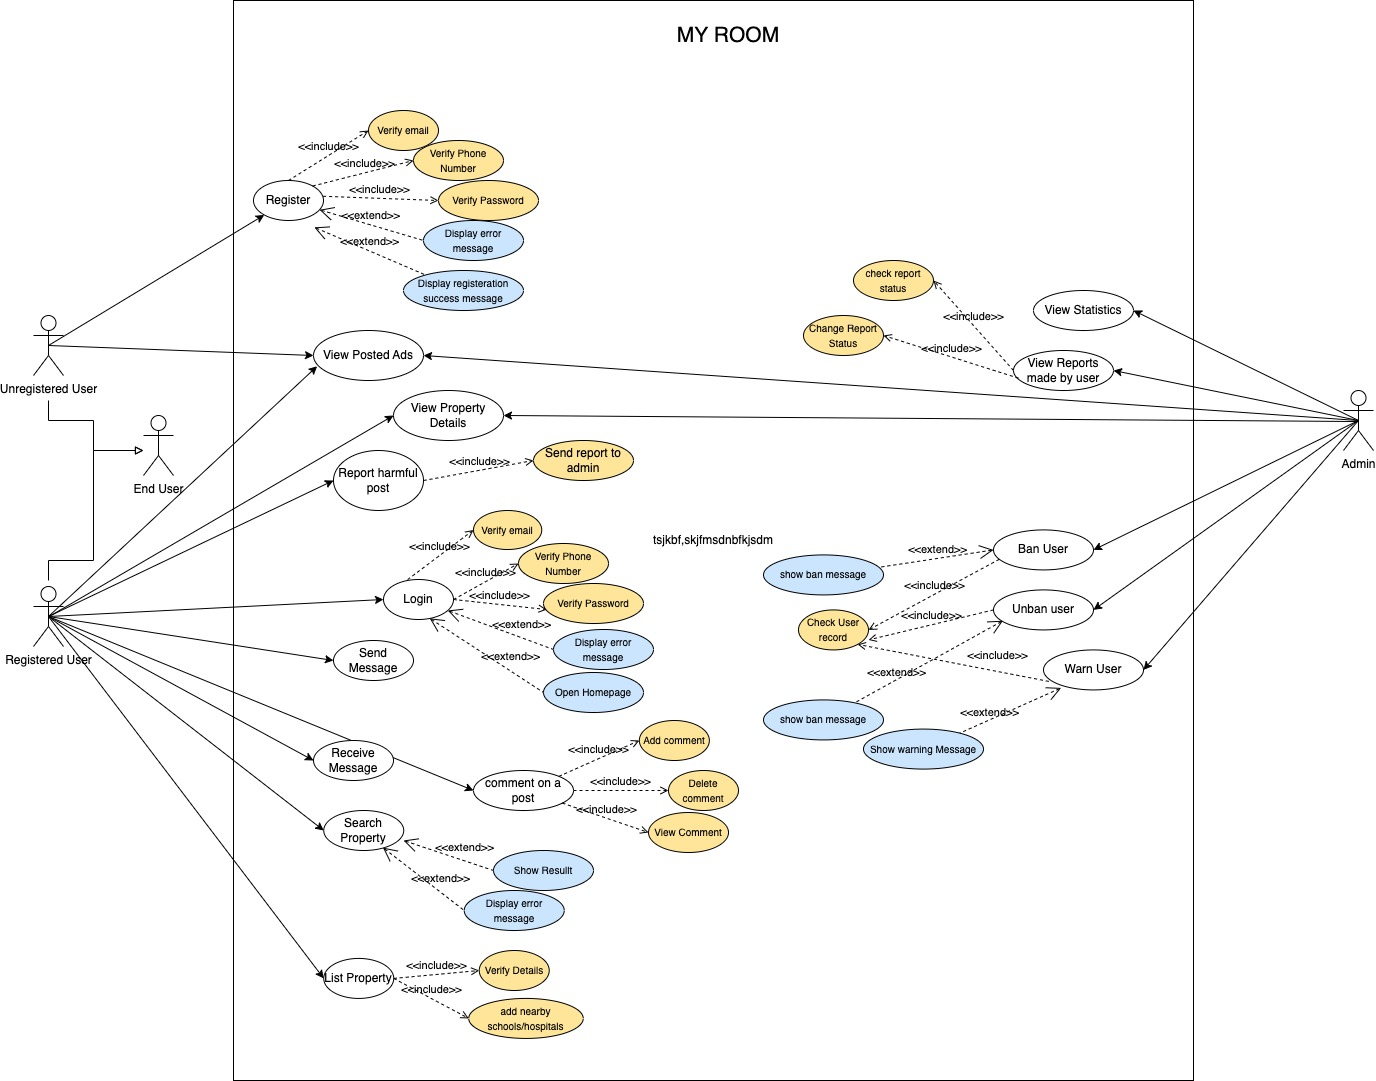 MY ROOM
Verify email
<<include>>
Verify Phone
Number
<<include>>
Register
<<include>>
Verify Password
<<extend>>
Display error
message
<<extend>>
Display registeration
success message
check report
status
View Statistics
<<include>>
Change Report
Status
<<include>>
View Reports
made by user
View Posted Ads
Unregistered User
View Property
Details
End User
Admin
Report harmful
post
<<include>>
Send report to
admin
Verify email
<<include>>
Verify Phone
Number
<<include>>
Login
<<include>>
Verify Password
<<extend>>
Display error
message
<<extend>>
Open Homepage
tsjkbf,skjfmsdnbfkjsdm
Ban User
<<extend>>
show ban message
<<include>>
Unban user
<<include>>
Check User
record
<<include>>
Warn User
<<extend>>
show ban message
<<extend>>
Show warning Message
Registered User
Send
Message
Receive
Message
comment on a
post
<<include>>
Add comment
<<include>>
Delete
comment
<<include>>
View Comment
Search
Property
<<extend>>
Show Resullt
<<extend>>
Display error
message
List Property
<<include>>
Verify Details
<<include>>
add nearby
schools/hospitals